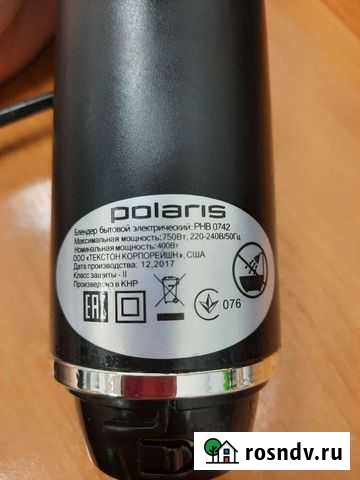 polaris
Блендер бытовой электрический: PHB 0742
Максимальная мощность: 750Вт, 220-240В/50Гц
Номинальная мощность: 400Вт
ООО «ТЕКСТОН КОРПОРЕЙШН», США
Дата производства: 12,2017
Класс защиты - II
Произведено в КНР
EAC
076
rosndv.ru